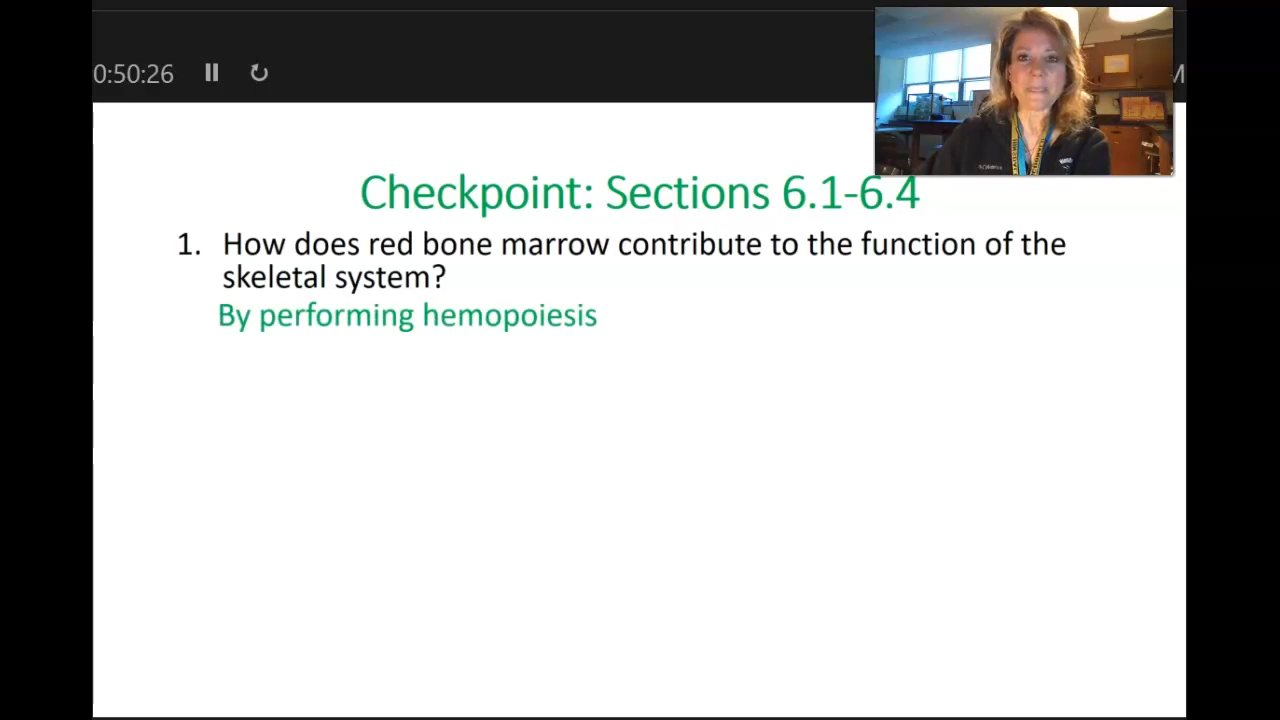 0:50:26
Checkpoint: Sections 6.1-6.4
1. How does red bone marrow contribute to the function of the
skeletal system?
By performing hemopoiesis